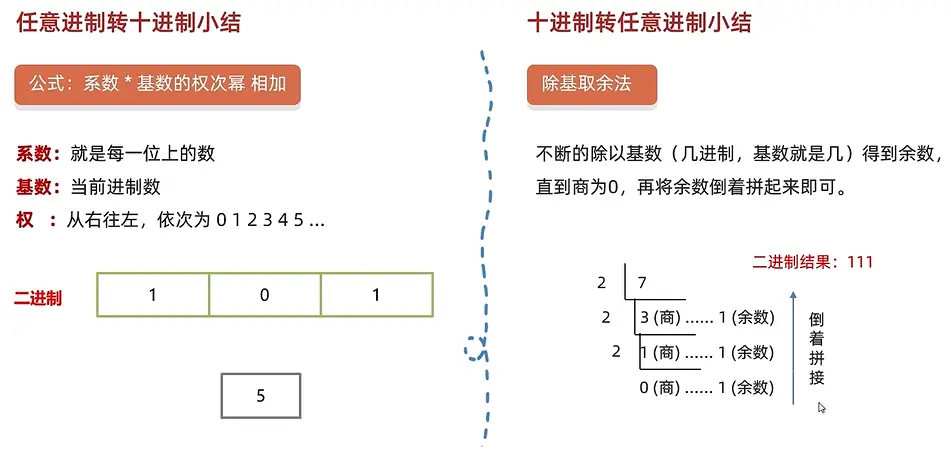 任意进制转十进制小结
公式：系数 * 基数的权次幂 相加
系数：就是每一位上的数
基数：当前进制数
权 ：从右往左，依次为 0 1 2 3 4 5 ...
二进制 1 0 1
5
十进制转任意进制小结
除基取余法
不断的除以基数（几进制，基数就是几）得到余数，
直到商为0，再将余数倒着拼起来即可。
二进制结果：111
2 7
2 3 (商) ...... 1 (余数)
2 1 (商) ...... 1 (余数)
0 (商) ...... 1 (余数)
倒着拼接